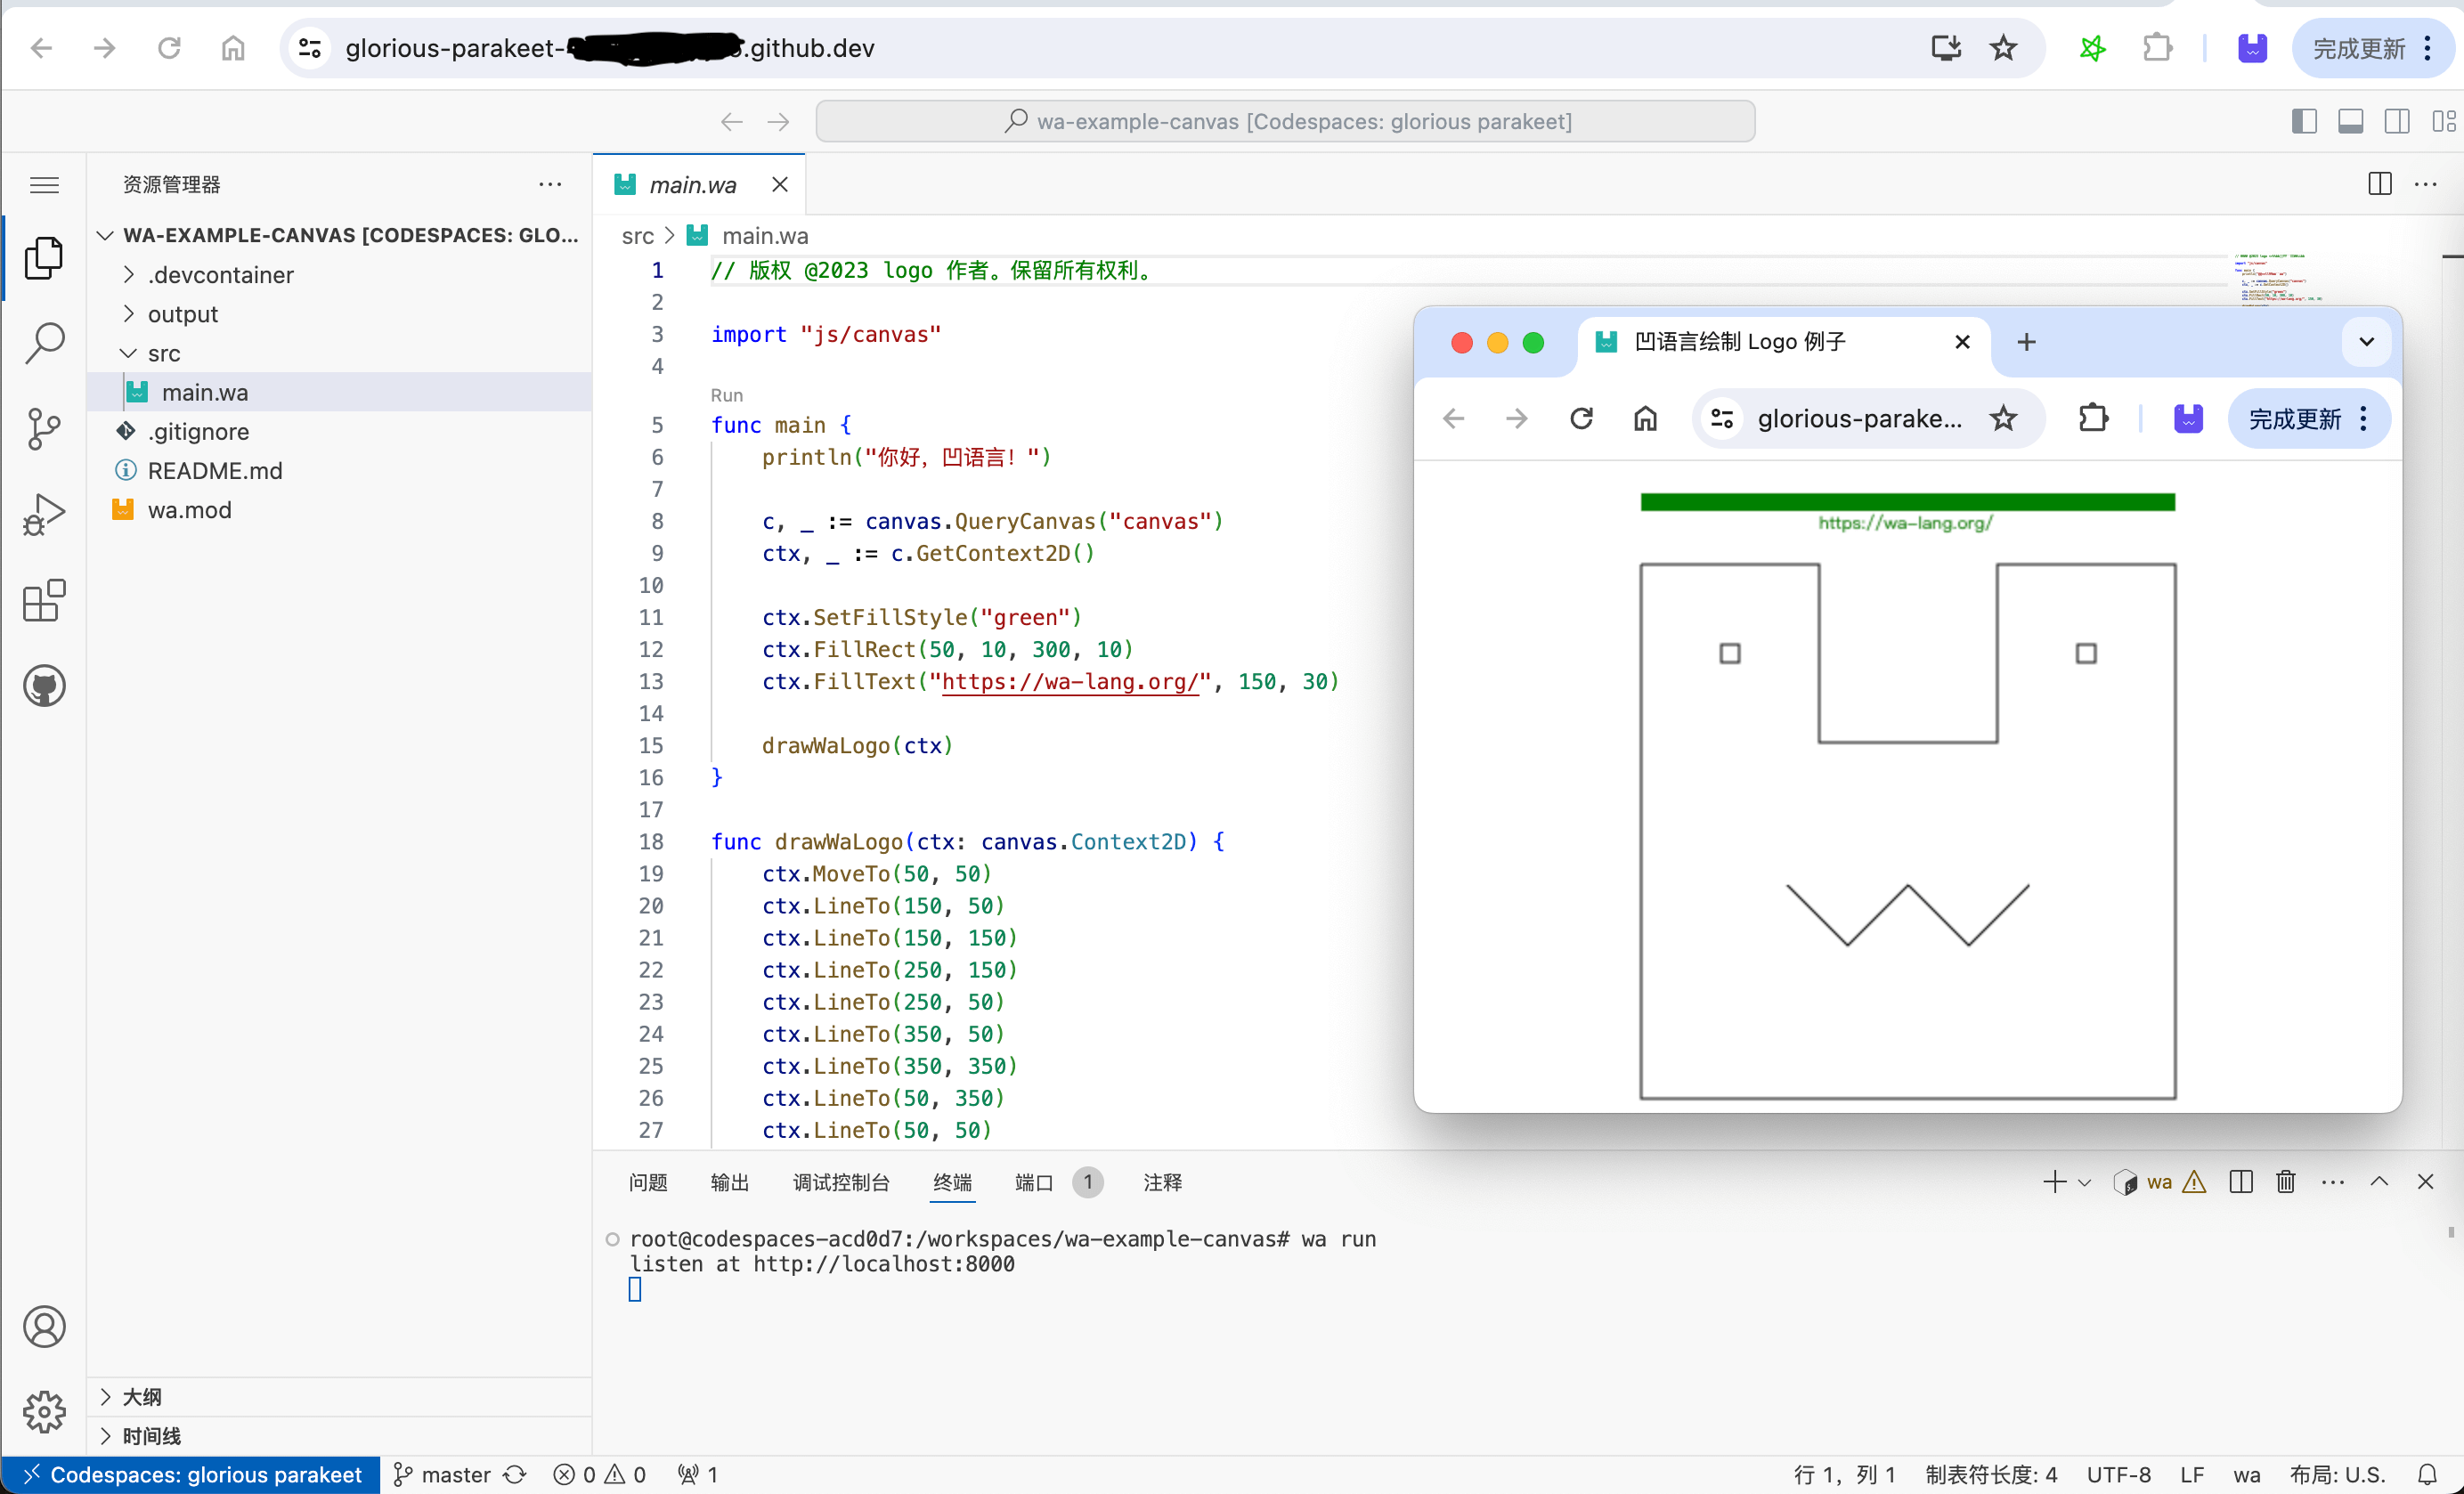 glorious-parakeet-
.github.dev
完成更新
wa-example-canvas [Codespaces: glorious parakeet]
资源管理器
WA-EXAMPLE-CANVAS [CODESPACES: GLO...
.devcontainer
output
src
main.wa
.gitignore
README.md
wa.mod
大纲
时间线
main.wa
src > main.wa
1 // 版权 @2023 logo 作者。保留所有权利。
2
3 import "js/canvas"
4
Run
5 func main {
6 println("你好，凹语言！")
7
8 c, _ := canvas.QueryCanvas("canvas")
9 ctx, _ := c.GetContext2D()
10
11 ctx.SetFillStyle("green")
12 ctx.FillRect(50, 10, 300, 10)
13 ctx.FillText("https://wa-lang.org/", 150, 30)
14
15 drawWaLogo(ctx)
16 }
17
18 func drawWaLogo(ctx: canvas.Context2D) {
19 ctx.MoveTo(50, 50)
20 ctx.LineTo(150, 50)
21 ctx.LineTo(150, 150)
22 ctx.LineTo(250, 150)
23 ctx.LineTo(250, 50)
24 ctx.LineTo(350, 50)
25 ctx.LineTo(350, 350)
26 ctx.LineTo(50, 350)
27 ctx.LineTo(50, 50)
凹语言绘制 Logo 例子
glorious-parake...
完成更新
https://wa-lang.org/
问题 输出 调试控制台 终端 端口 1 注释
wa
root@codespaces-acd0d7:/workspaces/wa-example-canvas# wa run
listen at http://localhost:8000
Codespaces: glorious parakeet master 0 0 1
行 1，列 1 制表符长度: 4 UTF-8 LF wa 布局: U.S.